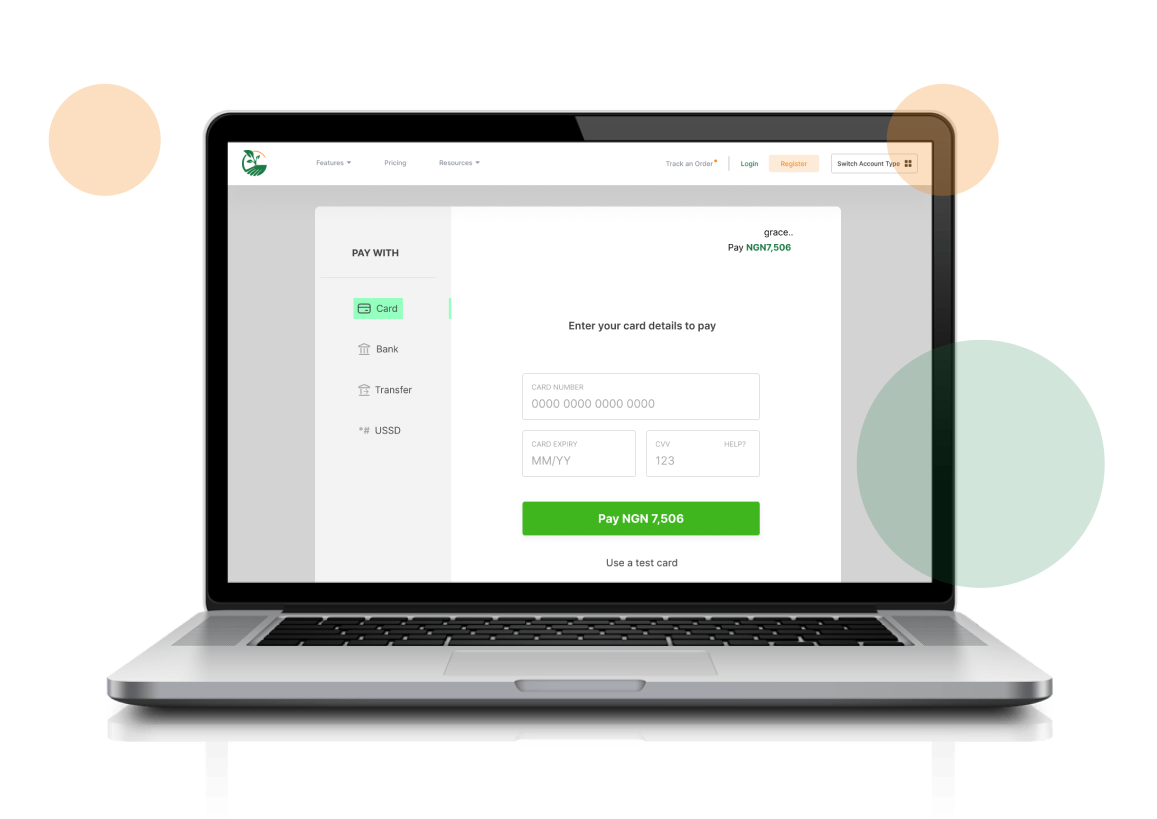 Features
Pricing
Resources
Track an Order
Login
Register
Switch Account Type
PAY WITH
Card
Bank
Transfer
*# USSD
grace..
Pay NGN7,506
Enter your card details to pay
CARD NUMBER
0000 0000 0000 0000
CARD EXPIRY
MM/YY
CVV HELP?
123
Pay NGN 7,506
Use a test card